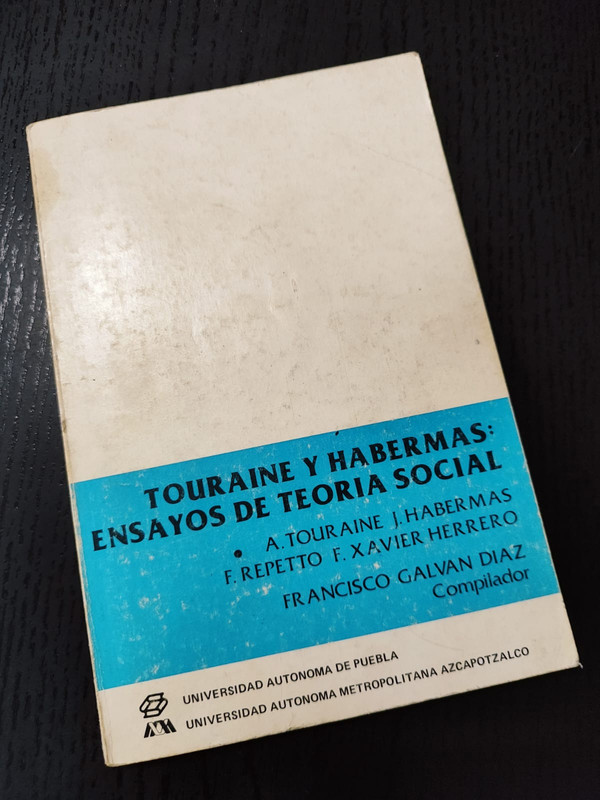 TOURAINE Y HABERMAS:
ENSAYOS DE TEORIA SOCIAL
• A. TOURAINE J. HABERMAS
F. REPETTO F. XAVIER HERRERO
FRANCISCO GALVAN DIAZ
Compilador
UNIVERSIDAD AUTONOMA DE PUEBLA
UNIVERSIDAD AUTONOMA METROPOLITANA AZCAPOTZALCO